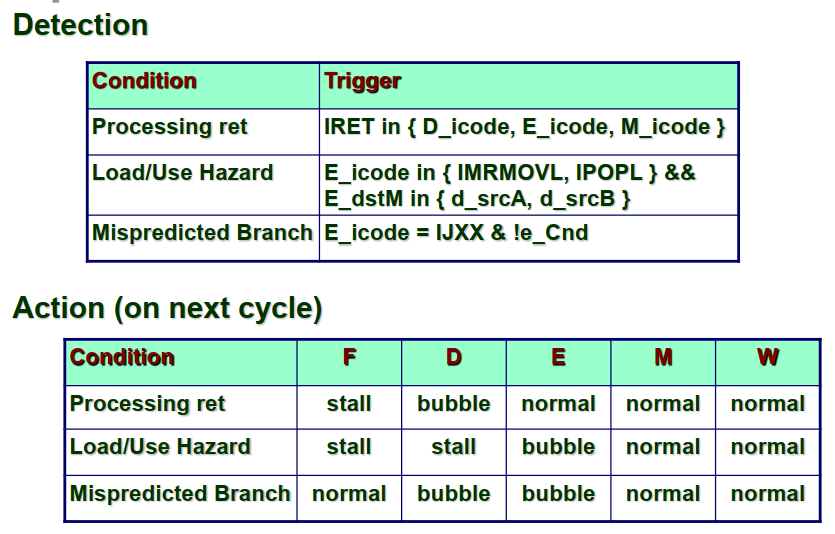 Detection
Condition Trigger
Processing ret IRET in { D_icode, E_icode, M_icode }
Load/Use Hazard E_icode in { IMRMOVL, IPOPL } &&
E_dstM in { d_srcA, d_srcB }
Mispredicted Branch E_icode = IJXX & !e_Cnd
Action (on next cycle)
Condition F D E M W
Processing ret stall bubble normal normal normal
Load/Use Hazard stall stall bubble normal normal
Mispredicted Branch normal bubble bubble normal normal